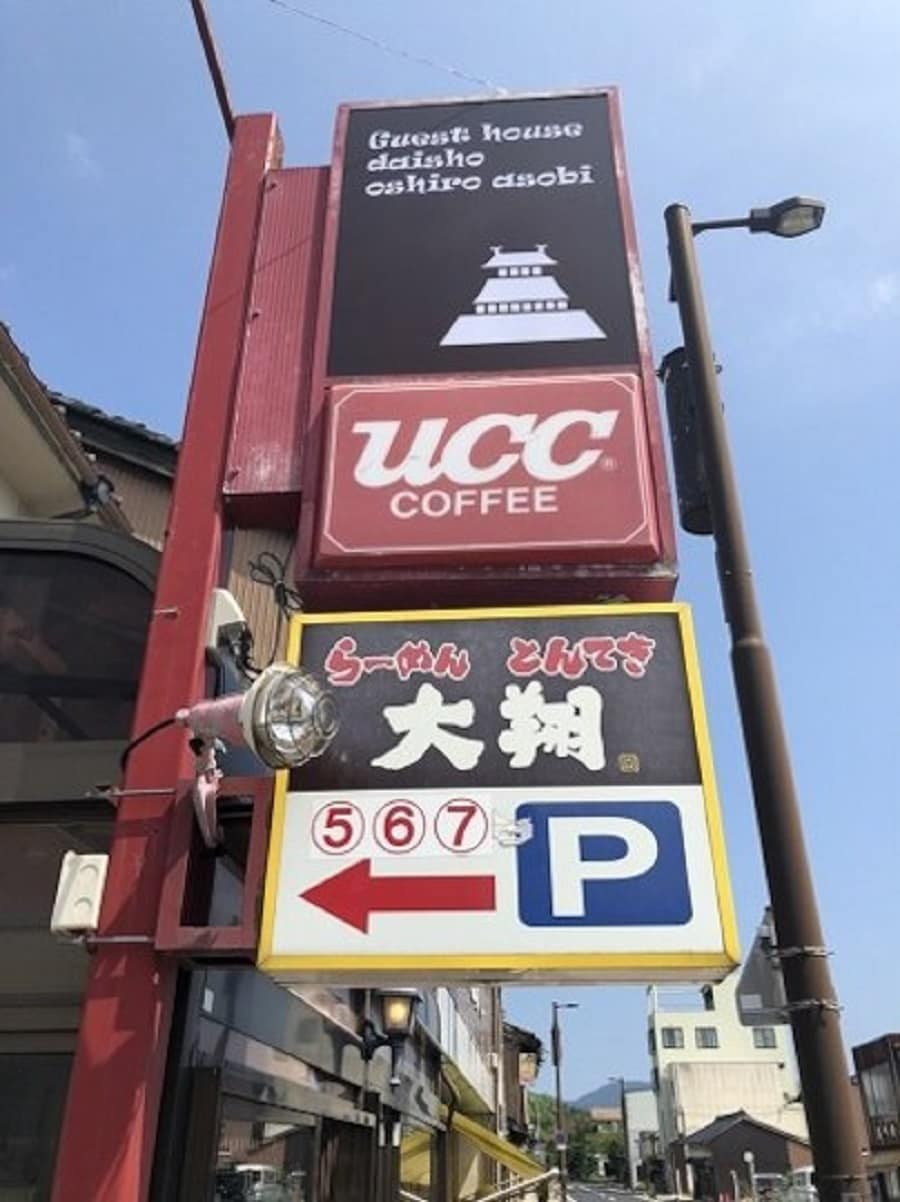 Guest house
daisho
oshiro asobi
UCC®
COFFEE
らーめん とんてき
大翔
⑤⑥⑦ P